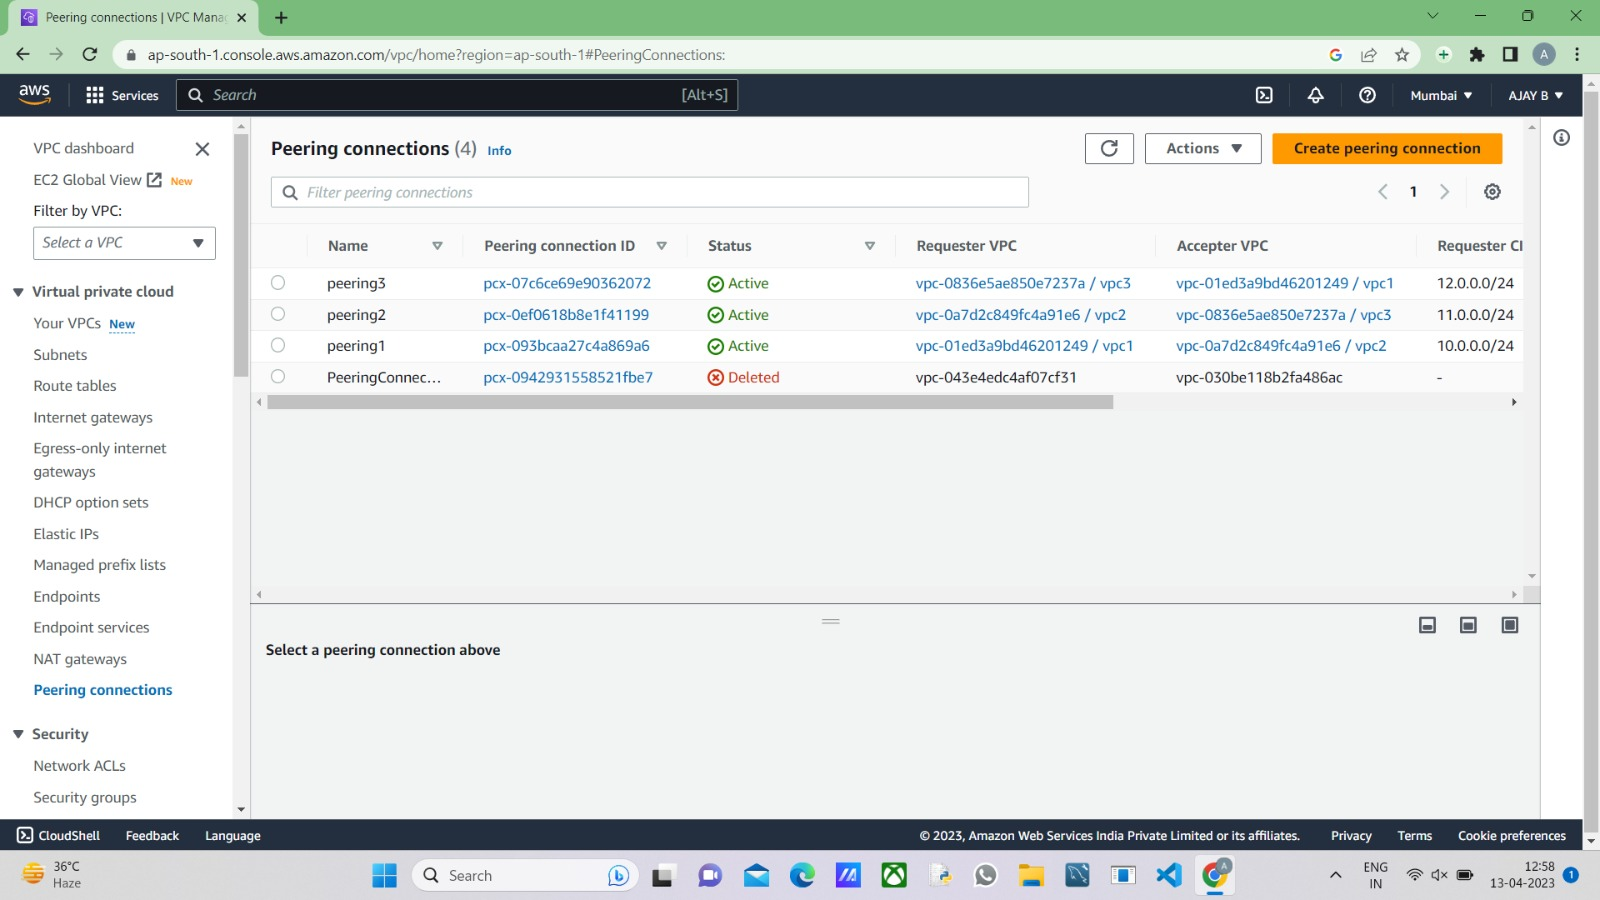 Peering connections | VPC Mana
ap-south-1.console.aws.amazon.com/vpc/home?region=ap-south-1#PeeringConnections:
A
aws Services Search [Alt+S] Mumbai AJAY B
VPC dashboard
EC2 Global View New
Filter by VPC:
Select a VPC
Virtual private cloud
Your VPCs New
Subnets
Route tables
Internet gateways
Egress-only internet
gateways
DHCP option sets
Elastic IPs
Managed prefix lists
Endpoints
Endpoint services
NAT gateways
Peering connections
Security
Network ACLs
Security groups
Peering connections (4) Info
Actions Create peering connection
Filter peering connections
1
Name Peering connection ID Status Requester VPC Accepter VPC Requester CI
peering3 pcx-07c6ce69e90362072 Active vpc-0836e5ae850e7237a / vpc3 vpc-01ed3a9bd46201249 / vpc1 12.0.0.0/24
peering2 pcx-0ef0618b8e1f41199 Active vpc-0a7d2c849fc4a91e6 / vpc2 vpc-0836e5ae850e7237a / vpc3 11.0.0.0/24
peering1 pcx-093bcaa27c4a869a6 Active vpc-01ed3a9bd46201249 / vpc1 vpc-0a7d2c849fc4a91e6 / vpc2 10.0.0.0/24
PeeringConnec... pcx-0942931558521fbe7 Deleted vpc-043e4edc4af07cf31 vpc-030be118b2fa486ac -
Select a peering connection above
CloudShell Feedback Language © 2023, Amazon Web Services India Private Limited or its affiliates. Privacy Terms Cookie preferences
36°C
Haze
Search
A
ENG
IN
12:58
13-04-2023
1